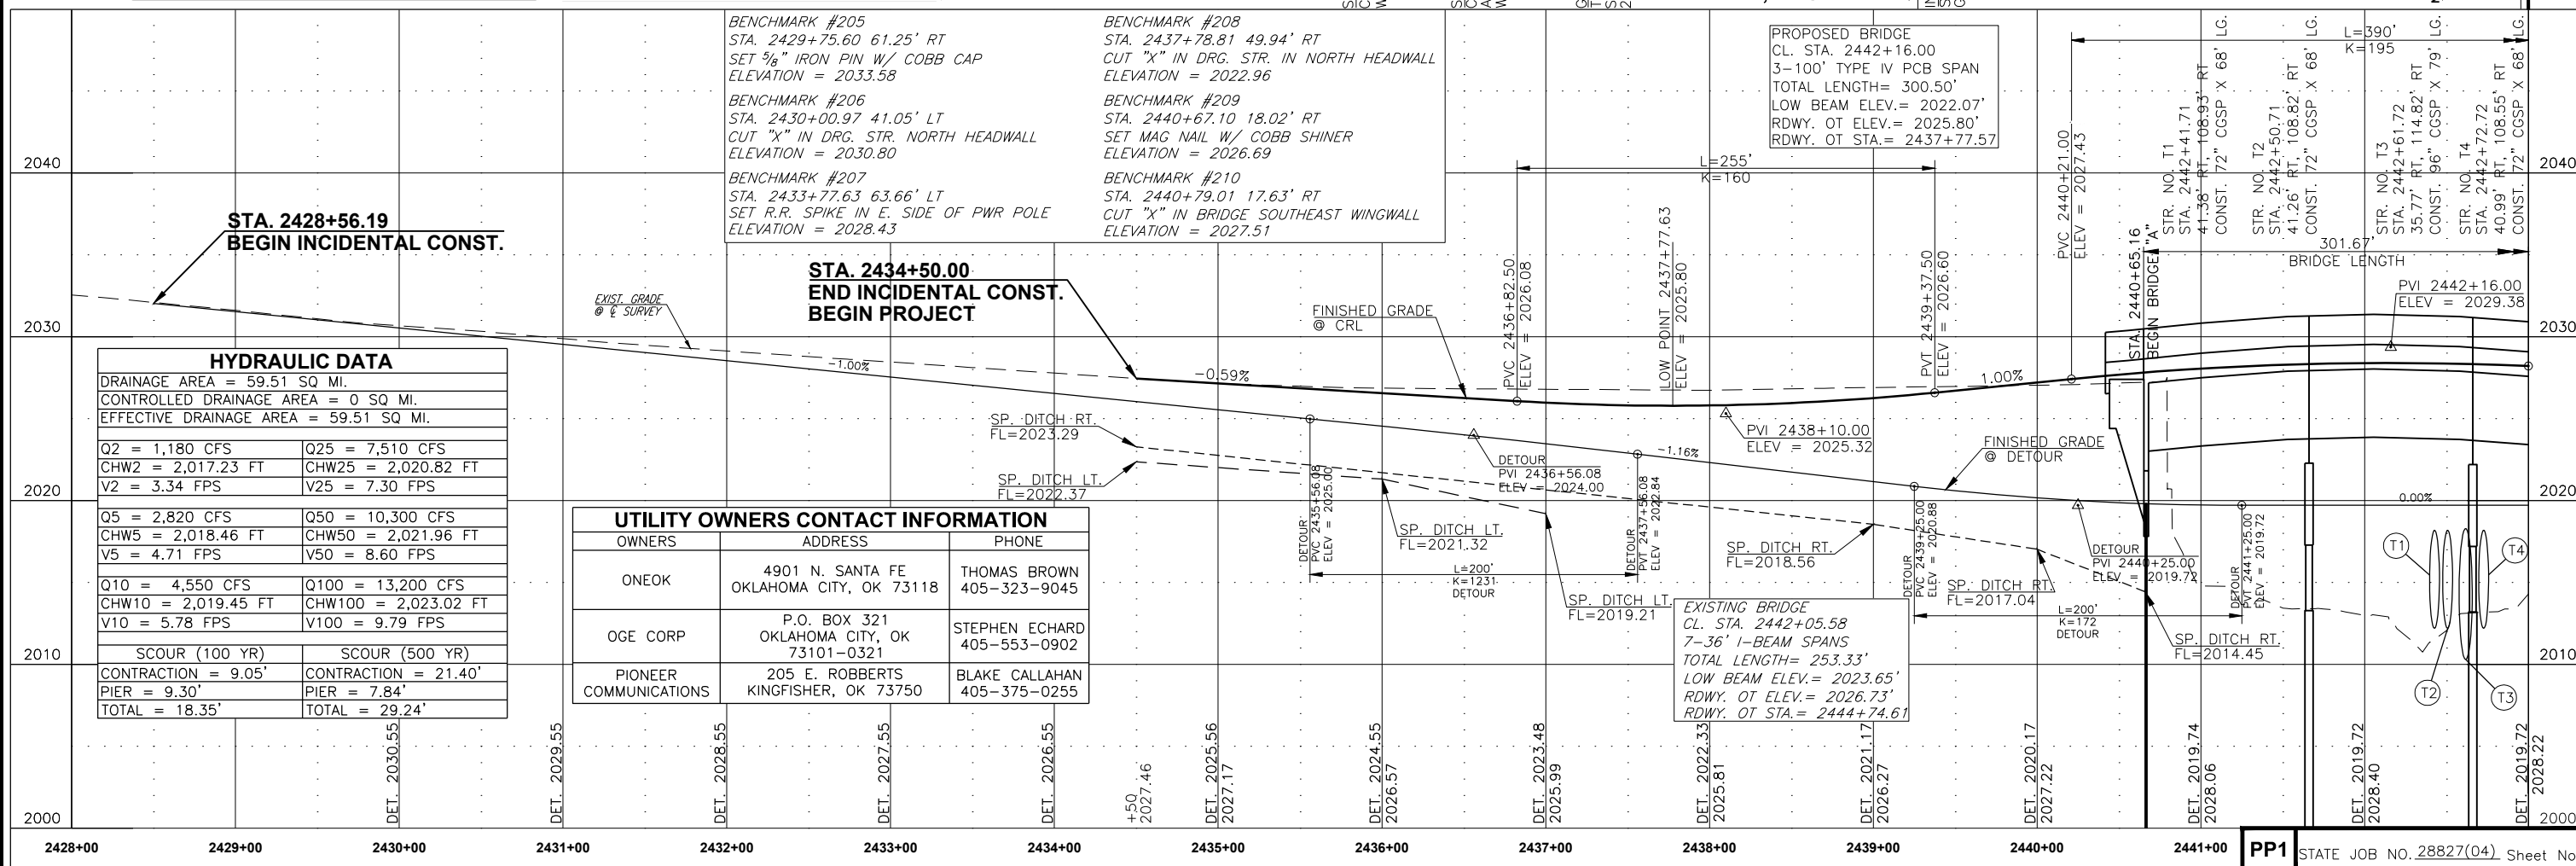 BENCHMARK #205
STA. 2429+75.60 61.25' RT
SET 5/8" IRON PIN W/ COBB CAP
ELEVATION = 2033.58
BENCHMARK #206
STA. 2430+00.97 41.05' LT
CUT "X" IN DRG. STR. NORTH HEADWALL
ELEVATION = 2030.80
BENCHMARK #207
STA. 2433+77.63 63.66' LT
SET R.R. SPIKE IN E. SIDE OF PWR POLE
ELEVATION = 2028.43
BENCHMARK #208
STA. 2437+78.81 49.94' RT
CUT "X" IN DRG. STR. IN NORTH HEADWALL
ELEVATION = 2022.96
BENCHMARK #209
STA. 2440+67.10 18.02' RT
SET MAG NAIL W/ COBB SHINER
ELEVATION = 2026.69
BENCHMARK #210
STA. 2440+79.01 17.63' RT
CUT "X" IN BRIDGE SOUTHEAST WINGWALL
ELEVATION = 2027.51
PROPOSED BRIDGE
CL. STA. 2442+16.00
3-100' TYPE IV PCB SPAN
TOTAL LENGTH= 300.50'
LOW BEAM ELEV.= 2022.07'
RDWY. OT ELEV.= 2025.80'
RDWY. OT STA.= 2437+77.57
L=390'
K=195
STR. NO. T1
STA. 2442+41.71
41.38' RT, 108.93' RT
CONST. 72" CGSP X 68' LG.
STR. NO. T2
STA. 2442+50.71
41.26' RT, 108.82' RT
CONST. 72" CGSP X 68' LG.
STR. NO. T3
STA. 2442+61.72
35.77' RT, 114.82' RT
CONST. 96" CGSP X 79' LG.
STR. NO. T4
STA. 2442+72.72
40.99' RT, 108.55' RT
CONST. 72" CGSP X 68' LG.
2040
2040
2030
2030
2020
2020
2010
2010
2000
2000
STA. 2428+56.19
BEGIN INCIDENTAL CONST.
EXIST. GRADE
@ ℄ SURVEY
STA. 2434+50.00
END INCIDENTAL CONST.
BEGIN PROJECT
-1.00%
-0.59%
FINISHED GRADE
@ CRL
L=255'
K=160
PVC 2436+82.50
ELEV = 2026.08
LOW POINT 2437+77.63
ELEV = 2025.80
PVT 2439+37.50
ELEV = 2026.60
1.00%
PVC 2440+21.00
ELEV = 2027.43
STA. 2440+65.16
BEGIN BRIDGE "A"
301.67'
BRIDGE LENGTH
PVI 2442+16.00
ELEV = 2029.38
PVI 2438+10.00
ELEV = 2025.32
HYDRAULIC DATA
DRAINAGE AREA = 59.51 SQ MI.
CONTROLLED DRAINAGE AREA = 0 SQ MI.
EFFECTIVE DRAINAGE AREA = 59.51 SQ MI.
Q2 = 1,180 CFS Q25 = 7,510 CFS
CHW2 = 2,017.23 FT CHW25 = 2,020.82 FT
V2 = 3.34 FPS V25 = 7.30 FPS
Q5 = 2,820 CFS Q50 = 10,300 CFS
CHW5 = 2,018.46 FT CHW50 = 2,021.96 FT
V5 = 4.71 FPS V50 = 8.60 FPS
Q10 = 4,550 CFS Q100 = 13,200 CFS
CHW10 = 2,019.45 FT CHW100 = 2,023.02 FT
V10 = 5.78 FPS V100 = 9.79 FPS
SCOUR (100 YR) SCOUR (500 YR)
CONTRACTION = 9.05' CONTRACTION = 21.40'
PIER = 9.30' PIER = 7.84'
TOTAL = 18.35' TOTAL = 29.24'
UTILITY OWNERS CONTACT INFORMATION
OWNERS ADDRESS PHONE
ONEOK
4901 N. SANTA FE
OKLAHOMA CITY, OK 73118
THOMAS BROWN
405-323-9045
OGE CORP
P.O. BOX 321
OKLAHOMA CITY, OK
73101-0321
STEPHEN ECHARD
405-553-0902
PIONEER
COMMUNICATIONS
205 E. ROBBERTS
KINGFISHER, OK 73750
BLAKE CALLAHAN
405-375-0255
SP. DITCH RT.
FL=2023.29
SP. DITCH LT.
FL=2022.37
DETOUR
PVC 2435+56.08
ELEV = 2025.00
DETOUR
PVI 2436+56.08
ELEV = 2024.00
L=200'
K=1231
DETOUR
DETOUR
PVT 2437+56.08
ELEV = 2022.84
-1.16%
SP. DITCH LT.
FL=2021.32
SP. DITCH LT.
FL=2019.21
SP. DITCH RT.
FL=2018.56
FINISHED GRADE
@ DETOUR
DETOUR
PVC 2439+25.00
ELEV = 2020.88
DETOUR
PVI 2440+25.00
ELEV = 2019.72
L=200'
K=172
DETOUR
DETOUR
PVT 2441+25.00
ELEV = 2019.72
0.00%
SP. DITCH RT.
FL=2017.04
SP. DITCH RT.
FL=2014.45
EXISTING BRIDGE
CL. STA. 2442+05.58
7-36' I-BEAM SPANS
TOTAL LENGTH= 253.33'
LOW BEAM ELEV.= 2023.65'
RDWY. OT ELEV.= 2026.73'
RDWY. OT STA.= 2444+74.61
T1
T4
T2
T3
DET. 2030.55
DET. 2029.55
DET. 2028.55
DET. 2027.55
DET. 2026.55
+50
2027.46
DET. 2025.56
2027.17
DET. 2024.55
2026.57
DET. 2023.48
2025.99
DET. 2022.33
2025.81
DET. 2021.17
2026.27
DET. 2020.17
2027.22
DET. 2019.74
2028.06
DET. 2019.72
2028.40
DET. 2019.72
2028.22
2428+00
2429+00
2430+00
2431+00
2432+00
2433+00
2434+00
2435+00
2436+00
2437+00
2438+00
2439+00
2440+00
2441+00
PP1
STATE JOB NO. 28827(04) Sheet No